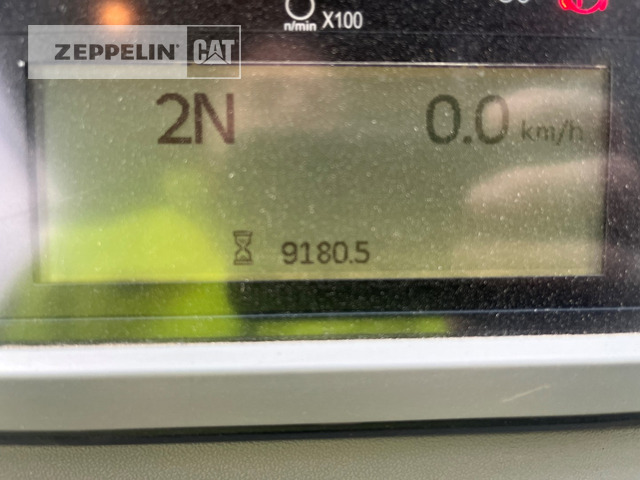 n/min X100
ZEPPELIN CAT
2N 0.0 km/h
9180.5